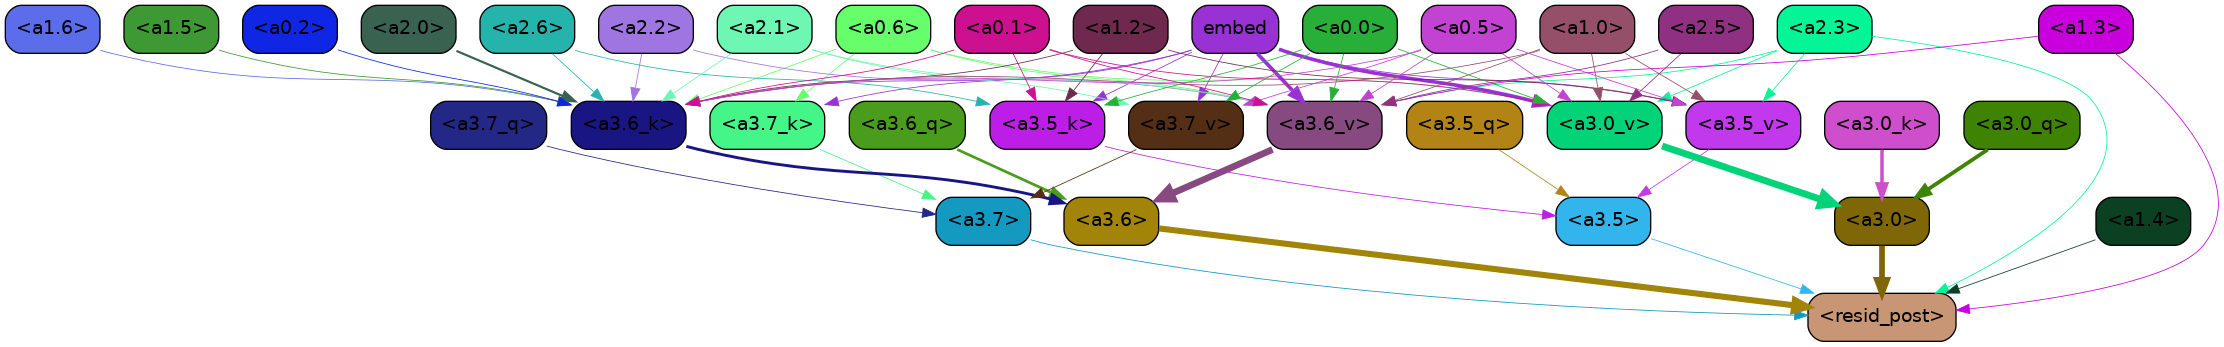 <a1.6> <a1.5> <a0.2> <a2.0> <a2.6> <a2.2> <a2.1> <a0.6> <a0.1> <a1.2> embed <a0.0> <a0.5> <a1.0> <a2.5> <a2.3> <a1.3>
<a3.7_q> <a3.6_k> <a3.7_k> <a3.6_q> <a3.5_k> <a3.7_v> <a3.6_v> <a3.5_q> <a3.0_v> <a3.5_v> <a3.0_k> <a3.0_q>
<a3.7> <a3.6> <a3.5> <a3.0> <a1.4>
<resid_post>